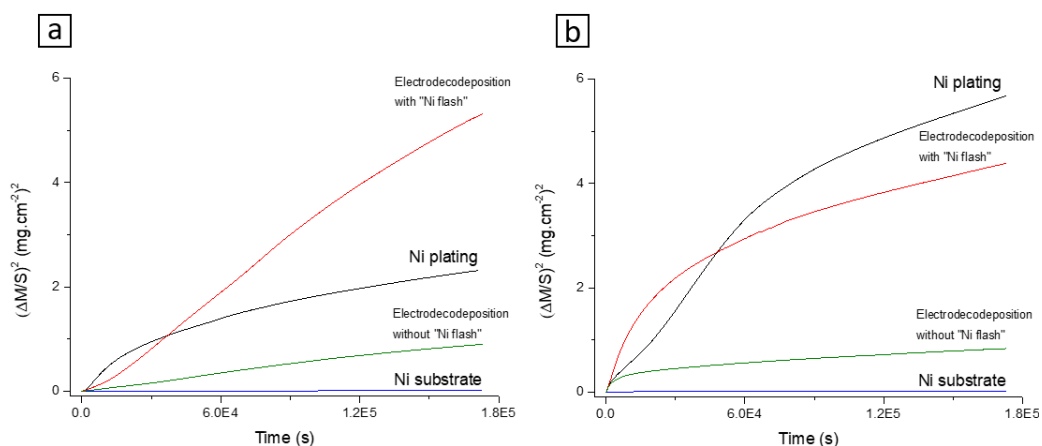 a
6
4
2
0
(ΔM/S)² (mg.cm⁻²)²
Electrodecodeposition
with "Ni flash"
Ni plating
Electrodecodeposition
without "Ni flash"
Ni substrate
0.0
6.0E4
1.2E5
1.8E5
Time (s)
b
6
4
2
0
(ΔM/S)² (mg.cm⁻²)²
Ni plating
Electrodecodeposition
with "Ni flash"
Electrodecodeposition
without "Ni flash"
Ni substrate
0.0
6.0E4
1.2E5
1.8E5
Time (s)